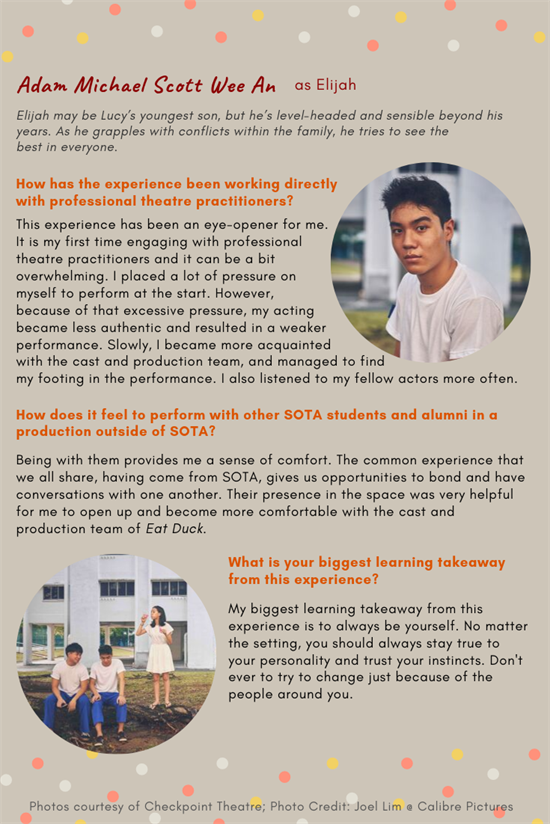 Adam Michael Scott Wee An as Elijah
Elijah may be Lucy's youngest son, but he's level-headed and sensible beyond his
years. As he grapples with conflicts within the family, he tries to see the
best in everyone.
How has the experience been working directly
with professional theatre practitioners?
This experience has been an eye-opener for me.
It is my first time engaging with professional
theatre practitioners and it can be a bit
overwhelming. I placed a lot of pressure on
myself to perform at the start. However,
because of that excessive pressure, my acting
became less authentic and resulted in a weaker
performance. Slowly, I became more acquainted
with the cast and production team, and managed to find
my footing in the performance. I also listened to my fellow actors more often.
How does it feel to perform with other SOTA students and alumni in a
production outside of SOTA?
Being with them provides me a sense of comfort. The common experience that
we all share, having come from SOTA, gives us opportunities to bond and have
conversations with one another. Their presence in the space was very helpful
for me to open up and become more comfortable with the cast and
production team of Eat Duck.
What is your biggest learning takeaway
from this experience?
My biggest learning takeaway from this
experience is to always be yourself. No matter
the setting, you should always stay true to
your personality and trust your instincts. Don't
ever to try to change just because of the
people around you.
Photos courtesy of Checkpoint Theatre; Photo Credit: Joel Lim @ Calibre Pictures